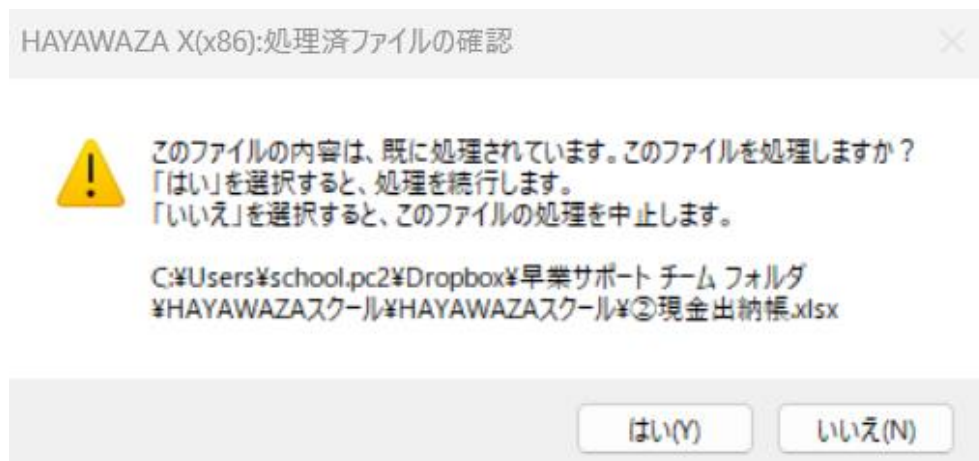 HAYAWAZA X(x86):処理済ファイルの確認
このファイルの内容は、既に処理されています。このファイルを処理しますか？
「はい」を選択すると、処理を続行します。
「いいえ」を選択すると、このファイルの処理を中止します。
C:¥Users¥school.pc2¥Dropbox¥早業サポート チーム フォルダ
¥HAYAWAZAスクール¥HAYAWAZAスクール¥②現金出納帳.xlsx
はい(Y)
いいえ(N)